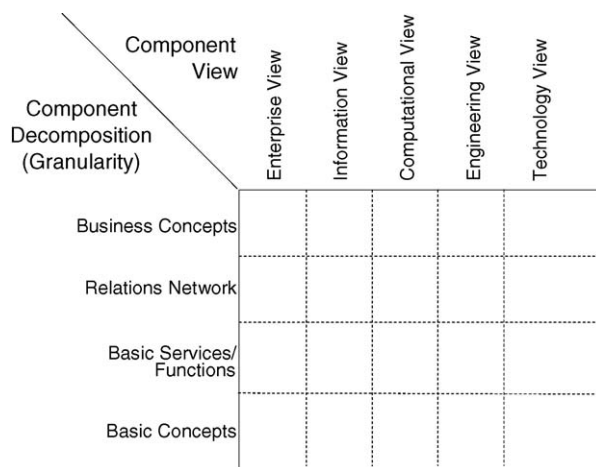 Component
View
Component
Decomposition
(Granularity)
Enterprise View
Information View
Computational View
Engineering View
Technology View
Business Concepts
Relations Network
Basic Services/
Functions
Basic Concepts